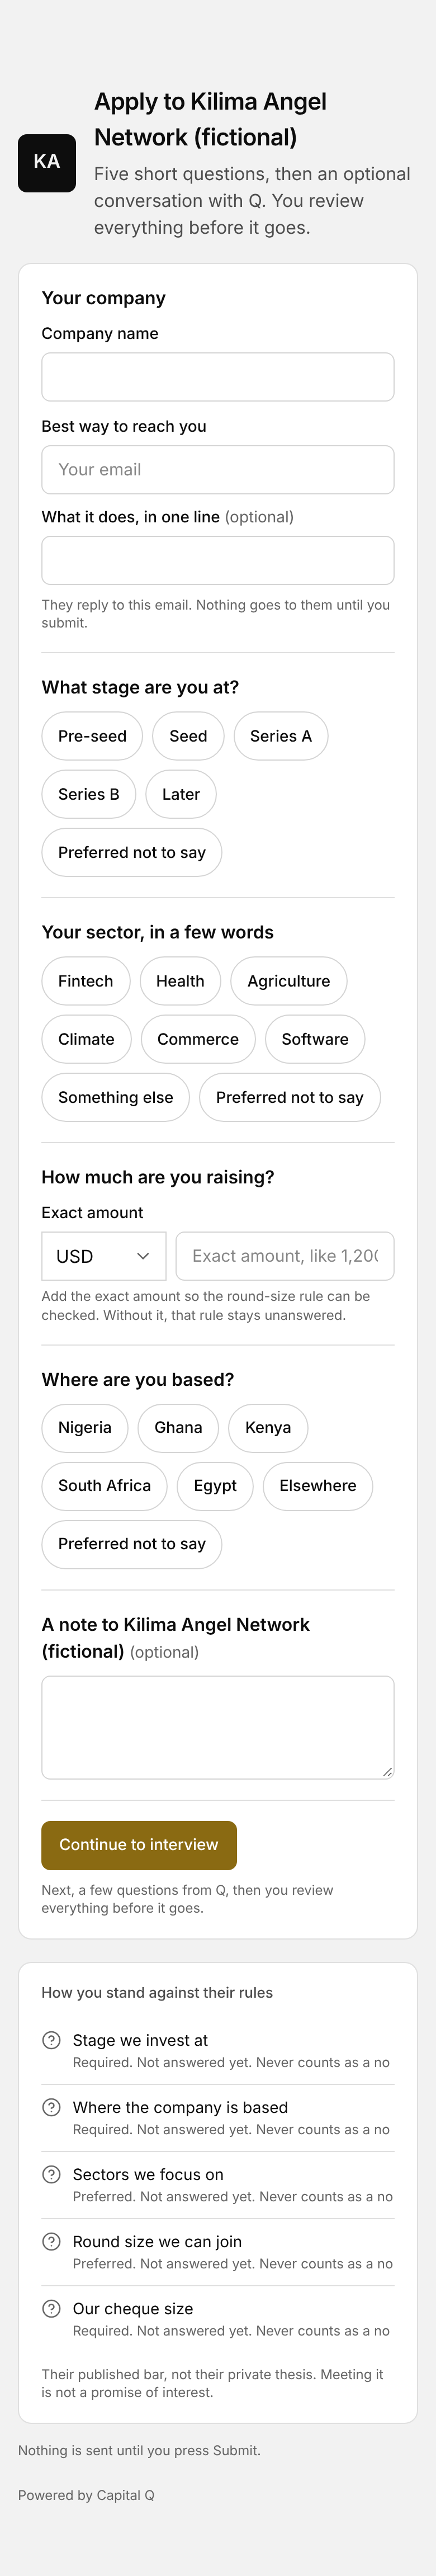 KA
Apply to Kilima Angel
Network (fictional)
Five short questions, then an optional
conversation with Q. You review
everything before it goes.
Your company
Company name
Best way to reach you
Your email
What it does, in one line (optional)
They reply to this email. Nothing goes to them until you
submit.
What stage are you at?
Pre-seed
Seed
Series A
Series B
Later
Preferred not to say
Your sector, in a few words
Fintech
Health
Agriculture
Climate
Commerce
Software
Something else
Preferred not to say
How much are you raising?
Exact amount
USD
Exact amount, like 1,20
Add the exact amount so the round-size rule can be
checked. Without it, that rule stays unanswered.
Where are you based?
Nigeria
Ghana
Kenya
South Africa
Egypt
Elsewhere
Preferred not to say
A note to Kilima Angel Network
(fictional) (optional)
Continue to interview
Next, a few questions from Q, then you review
everything before it goes.
How you stand against their rules
Stage we invest at
Required. Not answered yet. Never counts as a no
Where the company is based
Required. Not answered yet. Never counts as a no
Sectors we focus on
Preferred. Not answered yet. Never counts as a no
Round size we can join
Preferred. Not answered yet. Never counts as a no
Our cheque size
Required. Not answered yet. Never counts as a no
Their published bar, not their private thesis. Meeting it
is not a promise of interest.
Nothing is sent until you press Submit.
Powered by Capital Q